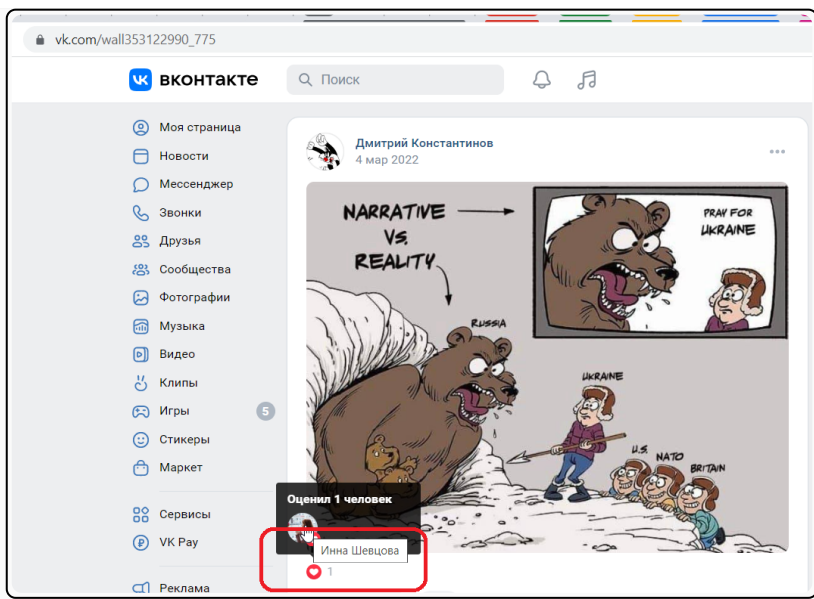 vk.com/wall353122990_775
вконтакте
Поиск
Моя страница
Новости
Мессенджер
Звонки
Друзья
Сообщества
Фотографии
Музыка
Видео
Клипы
Игры 5
Стикеры
Маркет
Сервисы
VK Pay
Реклама
Дмитрий Константинов
4 мар 2022
NARRATIVE
VS.
REALITY
PRAY FOR
UKRAINE
RUSSIA
UKRAINE
U.S.
NATO
BRITAIN
Оценил 1 человек
Инна Шевцова
1